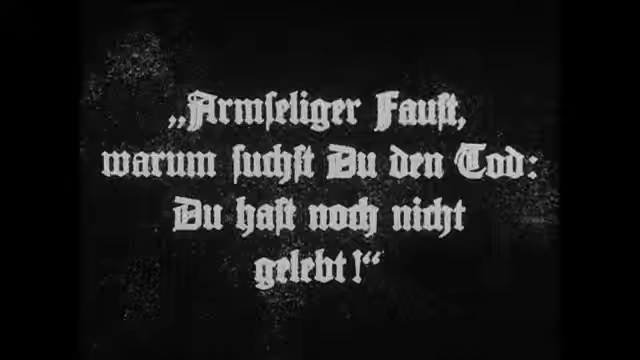 „Armseliger Faust,
warum suchst Du den Tod:
Du hast noch nicht
gelebt!“